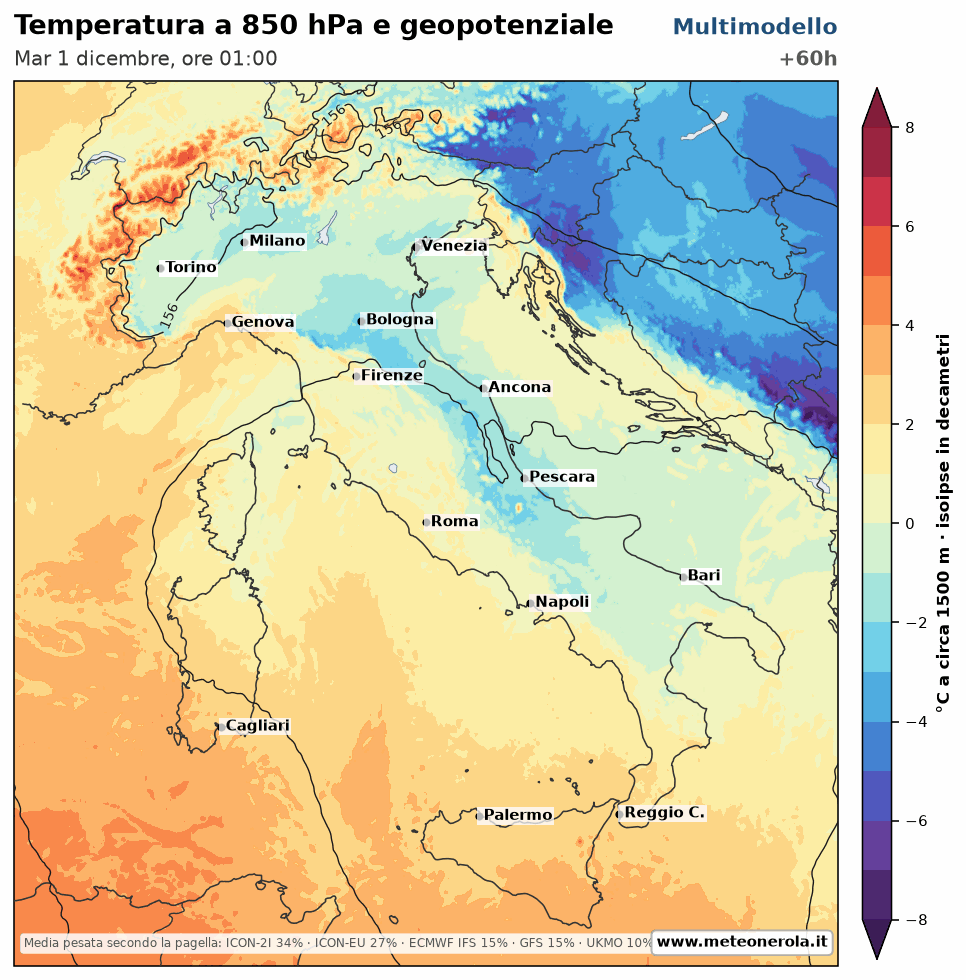 Temperatura a 850 hPa e geopotenziale
Multimodello
Mar 1 dicembre, ore 01:00
+60h
156
Milano
Venezia
Torino
156
Genova
Bologna
Firenze
Ancona
Pescara
Roma
Bari
Napoli
Cagliari
Palermo
Reggio C.
8
6
4
2
0
−2
−4
−6
−8
°C a circa 1500 m · isoipse in decametri
Media pesata secondo la pagella: ICON-2I 34% · ICON-EU 27% · ECMWF IFS 15% · GFS 15% · UKMO 10%
www.meteonerola.it